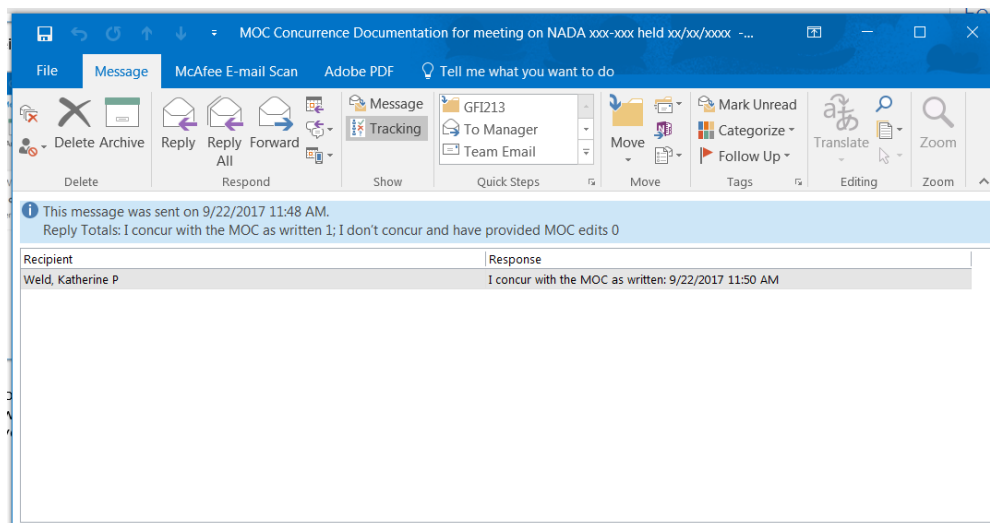 MOC Concurrence Documentation for meeting on NADA xxx-xxx held xx/xx/xxxx -...
File Message McAfee E-mail Scan Adobe PDF Tell me what you want to do
Delete Archive
Reply Reply All Forward
Message
Tracking
GFI213
To Manager
Team Email
Move
Mark Unread
Categorize
Follow Up
Translate
Zoom
Delete Respond Show Quick Steps Move Tags Editing Zoom
This message was sent on 9/22/2017 11:48 AM.
Reply Totals: I concur with the MOC as written 1; I don't concur and have provided MOC edits 0
Recipient Response
Weld, Katherine P I concur with the MOC as written: 9/22/2017 11:50 AM